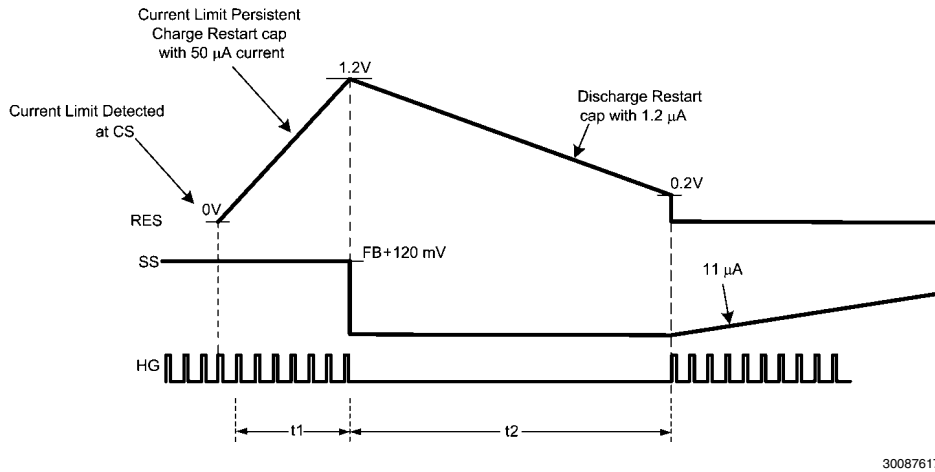 Current Limit Persistent
Charge Restart cap
with 50 μA current
1.2V
Current Limit Detected
at CS
Discharge Restart
cap with 1.2 μA
0V
0.2V
RES
SS
FB+120 mV
11 μA
HG
t1
t2
30087617